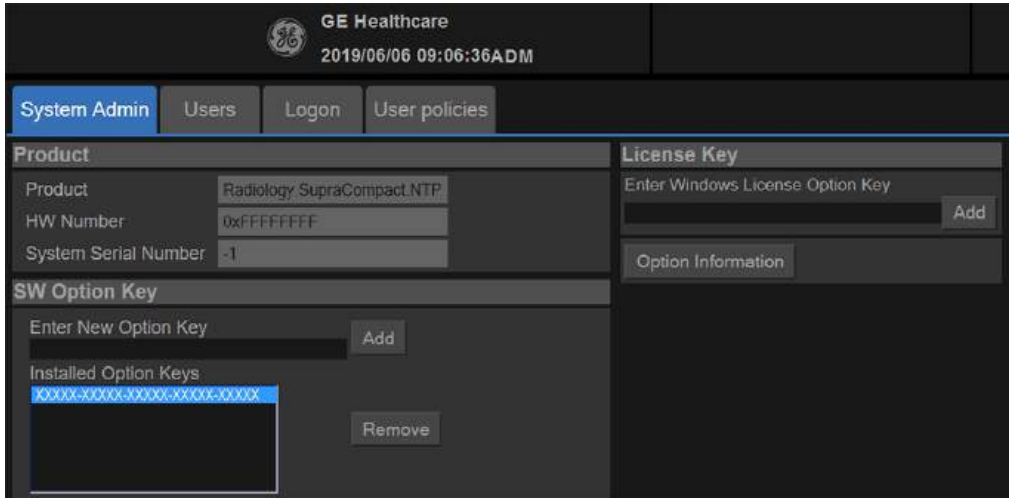 GE Healthcare
2019/06/06 09:06:36ADM
System Admin Users Logon User policies
Product
Product Radiology.SupraCompact.NTP
HW Number 0xFFFFFFFF
System Serial Number -1
SW Option Key
Enter New Option Key
Add
Installed Option Keys
XXXXX-XXXXX-XXXXX-XXXXX-XXXXX
Remove
License Key
Enter Windows License Option Key
Add
Option Information